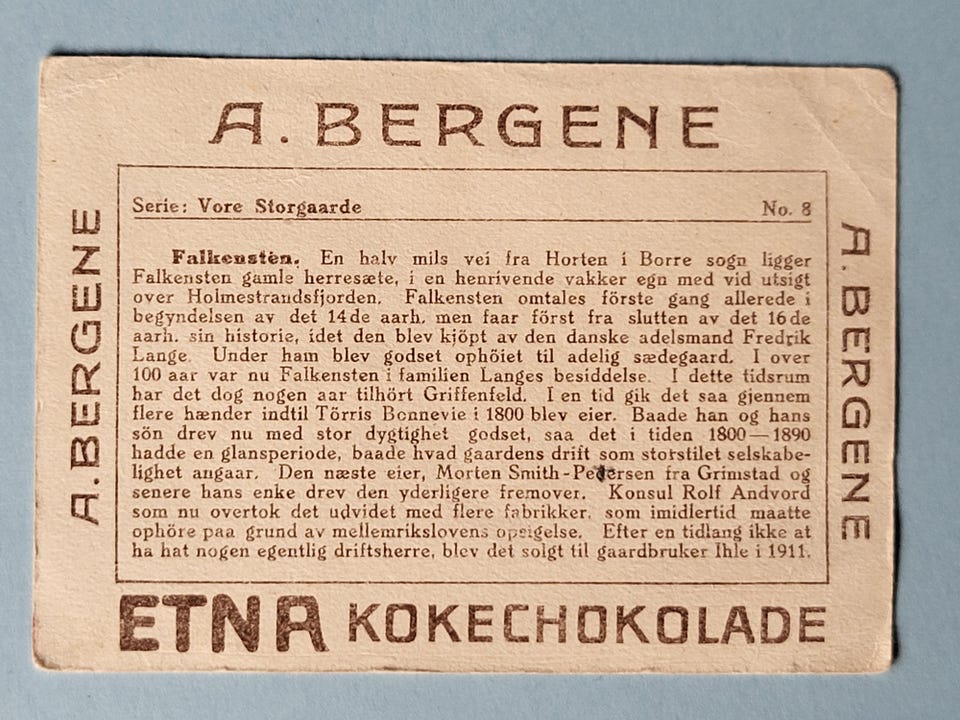 A. BERGENE
A. BERGENE
Serie: Vore Storgaarde No. 8
Falkensten. En halv mils vei fra Horten i Borre sogn ligger
Falkensten gamle herresæte, i en henrivende vakker egn med vid utsigt
over Holmestrandsfjorden. Falkensten omtales förste gang allerede i
begyndelsen av det 14de aarh. men faar först fra slutten av det 16de
aarh. sin historie, idet den blev kjöpt av den danske adelsmand Fredrik
Lange. Under ham blev godset ophöiet til adelig sædegaard. I over
100 aar var nu Falkensten i familien Langes besiddelse. I dette tidsrum
har det dog nogen aar tilhört Griffenfeld. I en tid gik det saa gjennem
flere hænder indtil Törris Bonnevie i 1800 blev eier. Baade han og hans
sön drev nu med stor dygtighet godset, saa det i tiden 1800—1890
hadde en glansperiode, baade hvad gaardens drift som storstilet selskabe-
lighet angaar. Den næste eier, Morten Smith-Pedersen fra Grimstad og
senere hans enke drev den yderligere fremover. Konsul Rolf Andvord
som nu overtok det udvidet med flere fabrikker, som imidlertid maatte
ophöre paa grund av mellemrikslovens opsigelse. Efter en tidlang ikke at
ha hat nogen egentlig driftsherre, blev det solgt til gaardbruker Ihle i 1911.
A. BERGENE
ETNA KOKECHOKOLADE